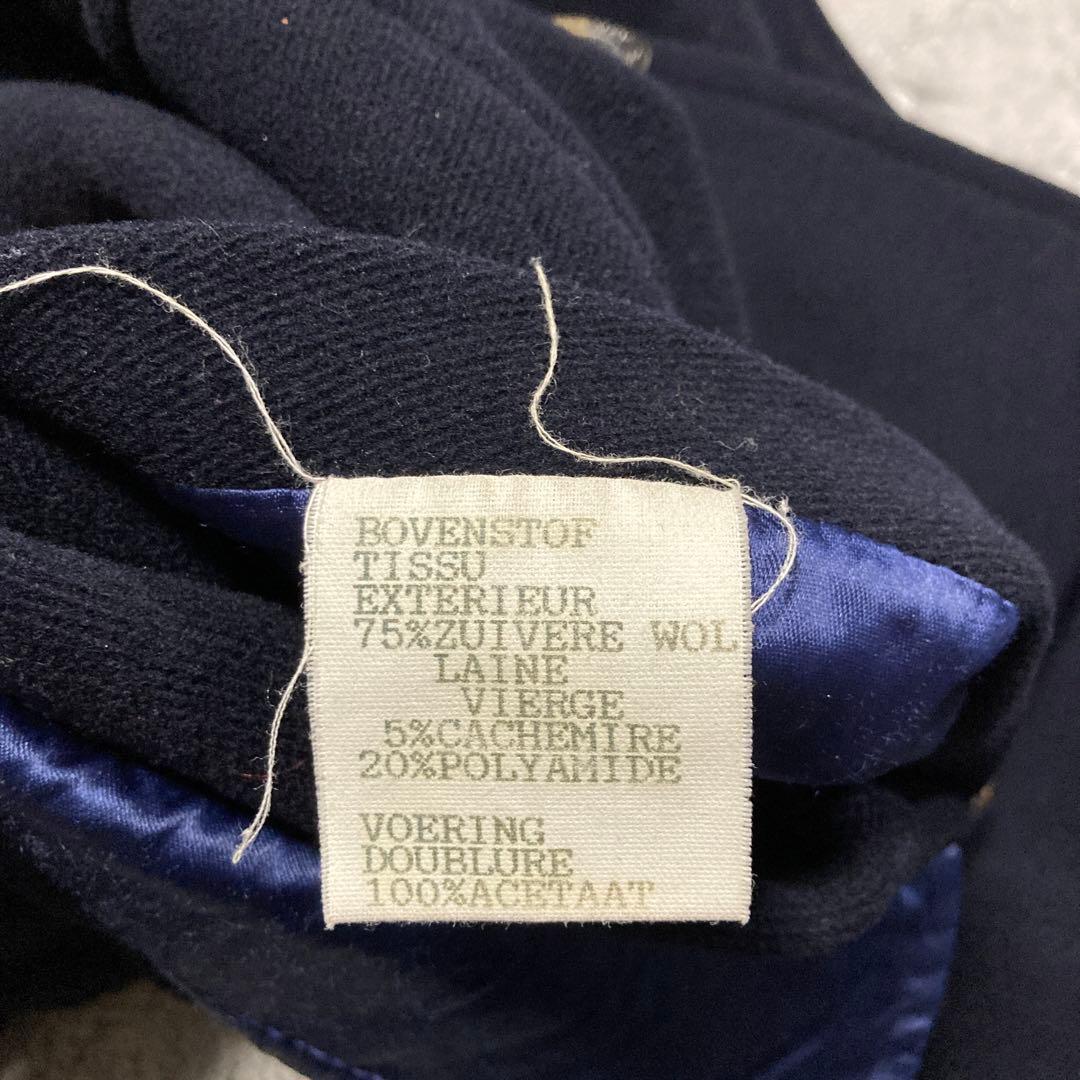 BOVENSTOF
TISSU
EXTERIEUR
75%ZUIVERE WOL
LAINE
VIERGE
5%CACHEMIRE
20%POLYAMIDE
VOERING
DOUBLURE
100%ACETAAT